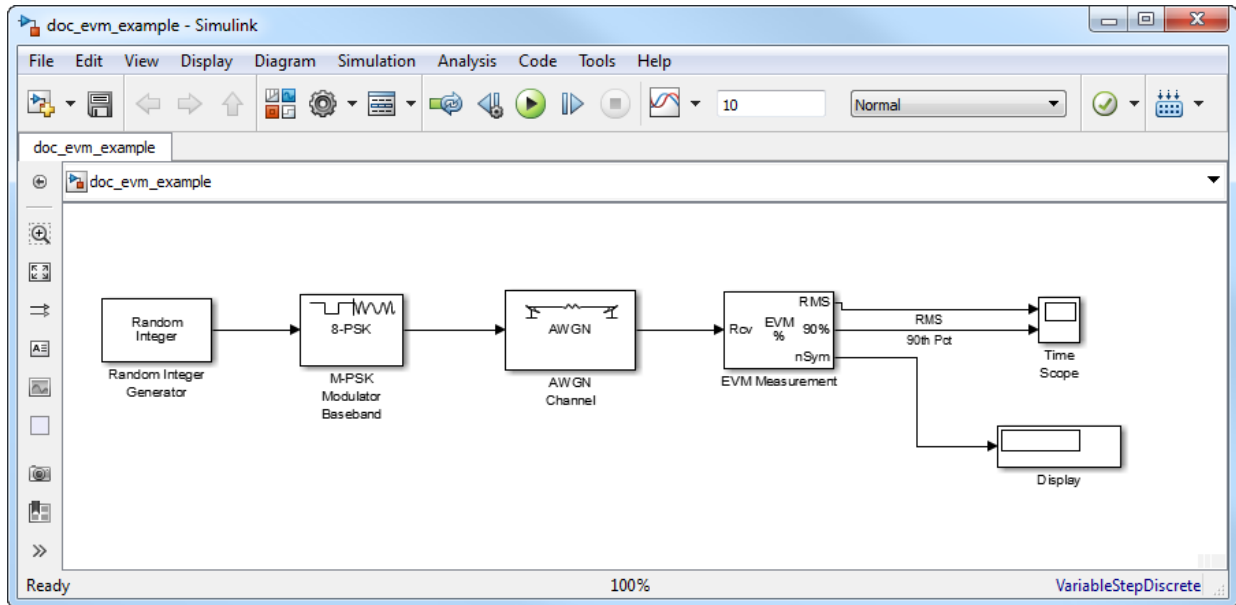 doc_evm_example - Simulink
File Edit View Display Diagram Simulation Analysis Code Tools Help
10 Normal
doc_evm_example
doc_evm_example
Random
Integer
Random Integer
Generator
8-PSK
M-PSK
Modulator
Baseband
AWGN
AWGN
Channel
RMS
Rcv EVM 90%
%
nSym
EVM Measurement
RMS
90th Pct
Time
Scope
Display
Ready 100% VariableStepDiscrete